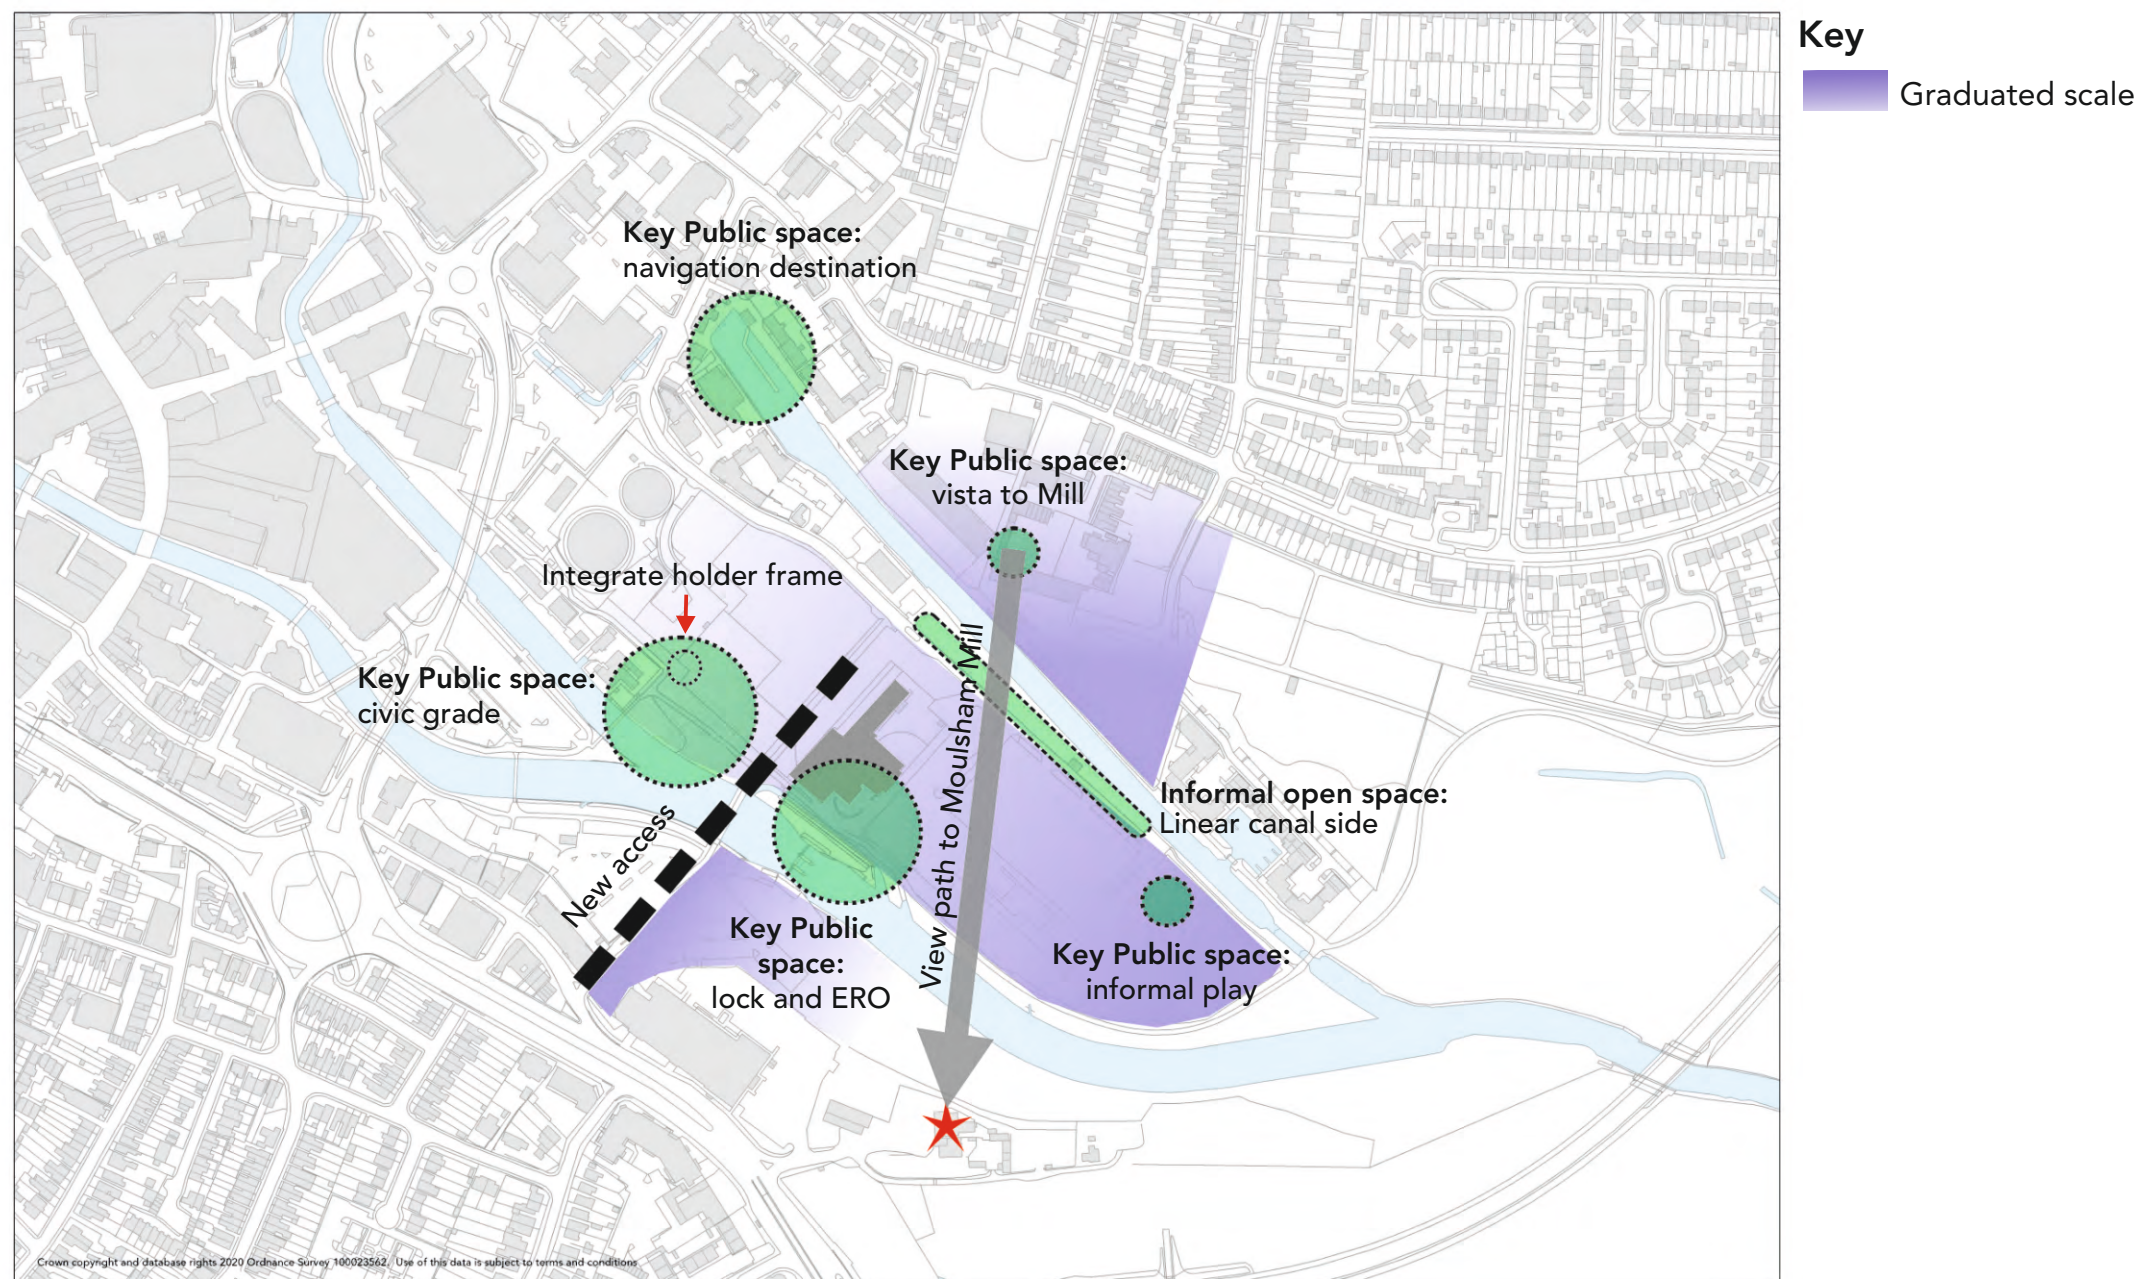 Key
Graduated scale
Key Public space:
navigation destination
Key Public space:
vista to Mill
Integrate holder frame
Key Public space:
civic grade
View path to Moulsham Mill
New access
Informal open space:
Linear canal side
Key Public
space:
lock and ERO
Key Public space:
informal play
Crown copyright and database rights 2020 Ordnance Survey 100023562. Use of this data is subject to terms and conditions